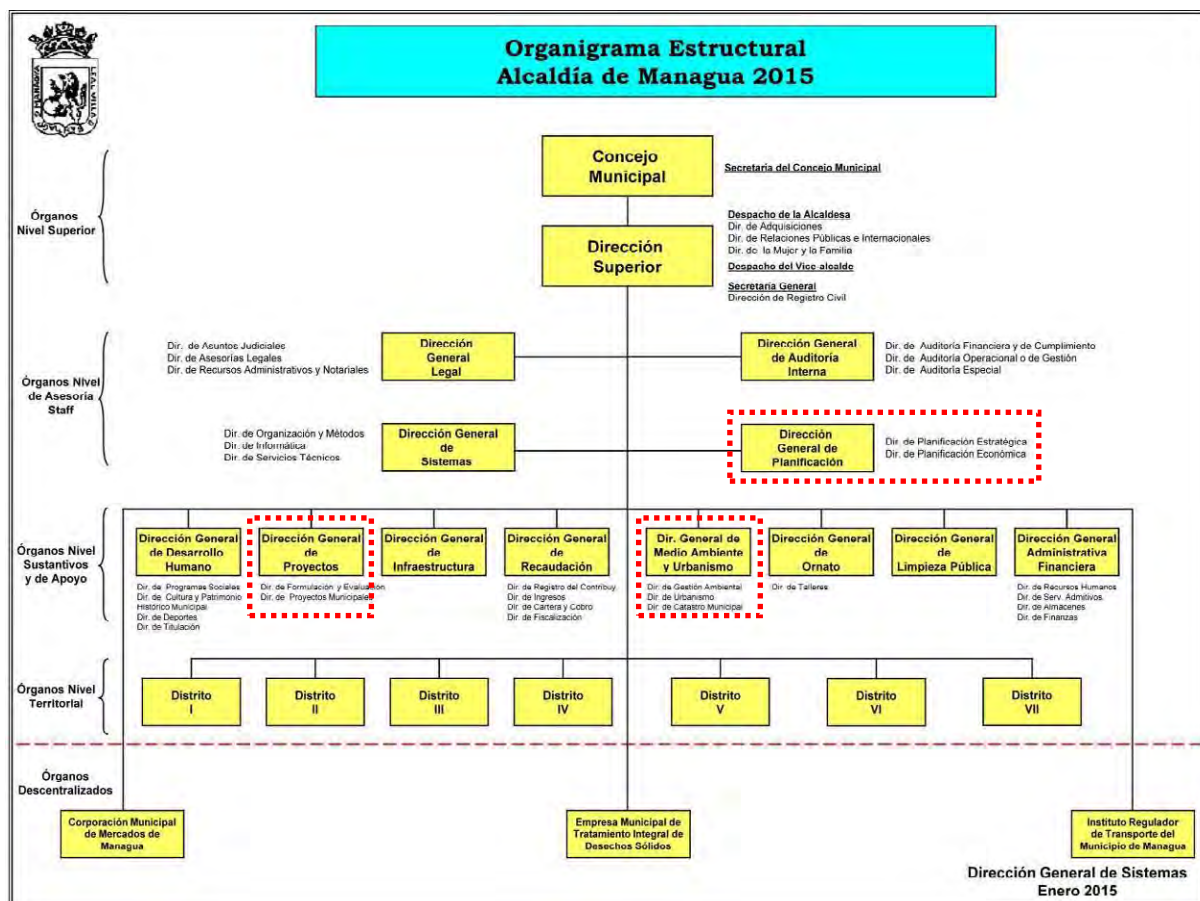 Organigrama Estructural
Alcaldía de Managua 2015
Órganos
Nivel Superior
Concejo
Municipal
Secretaría del Concejo Municipal
Dirección
Superior
Despacho de la Alcaldesa
Dir. de Adquisiciones
Dir. de Relaciones Públicas e Internacionales
Dir. de la Mujer y la Familia
Despacho del Vice-alcalde
Secretaría General
Dirección de Registro Civil
Órganos Nivel
de Asesoría
Staff
Dir. de Asuntos Judiciales
Dir. de Asesorías Legales
Dir. de Recursos Administrativos y Notariales
Dirección
General
Legal
Dirección General
de Auditoría
Interna
Dir. de Auditoría Financiera y de Cumplimiento
Dir. de Auditoría Operacional o de Gestión
Dir. de Auditoría Especial
Dir. de Organización y Métodos
Dir. de Informática
Dir. de Servicios Técnicos
Dirección General
de
Sistemas
Dirección
General de
Planificación
Dir. de Planificación Estratégica
Dir. de Planificación Económica
Órganos Nivel
Sustantivos
y de Apoyo
Dirección General
de Desarrollo
Humano
Dir. de Programas Sociales
Dir. de Cultura y Patrimonio
Histórico Municipal
Dir. de Deportes
Dir. de Titulación
Dirección General
de
Proyectos
Dir. de Formulación y Evaluación
Dir. de Proyectos Municipales
Dirección General
de
Infraestructura
Dirección General
de
Recaudación
Dir. de Registro del Contribuy.
Dir. de Ingresos
Dir. de Cartera y Cobro
Dir. de Fiscalización
Dir. General de
Medio Ambiente
y Urbanismo
Dir. de Gestión Ambiental
Dir. de Urbanismo
Dir. de Catastro Municipal
Dirección General
de
Ornato
Dir. de Talleres
Dirección General
de
Limpieza Pública
Dirección General
Administrativa
Financiera
Dir. de Recursos Humanos
Dir. de Serv. Admitivos
Dir. de Almacenes
Dir. de Finanzas
Órganos Nivel
Territorial
Distrito
I
Distrito
II
Distrito
III
Distrito
IV
Distrito
V
Distrito
VI
Distrito
VII
Órganos
Descentralizados
Corporación Municipal
de Mercados de
Managua
Empresa Municipal de
Tratamiento Integral de
Desechos Sólidos
Instituto Regulador
de Transporte del
Municipio de Managua
Dirección General de Sistemas
Enero 2015